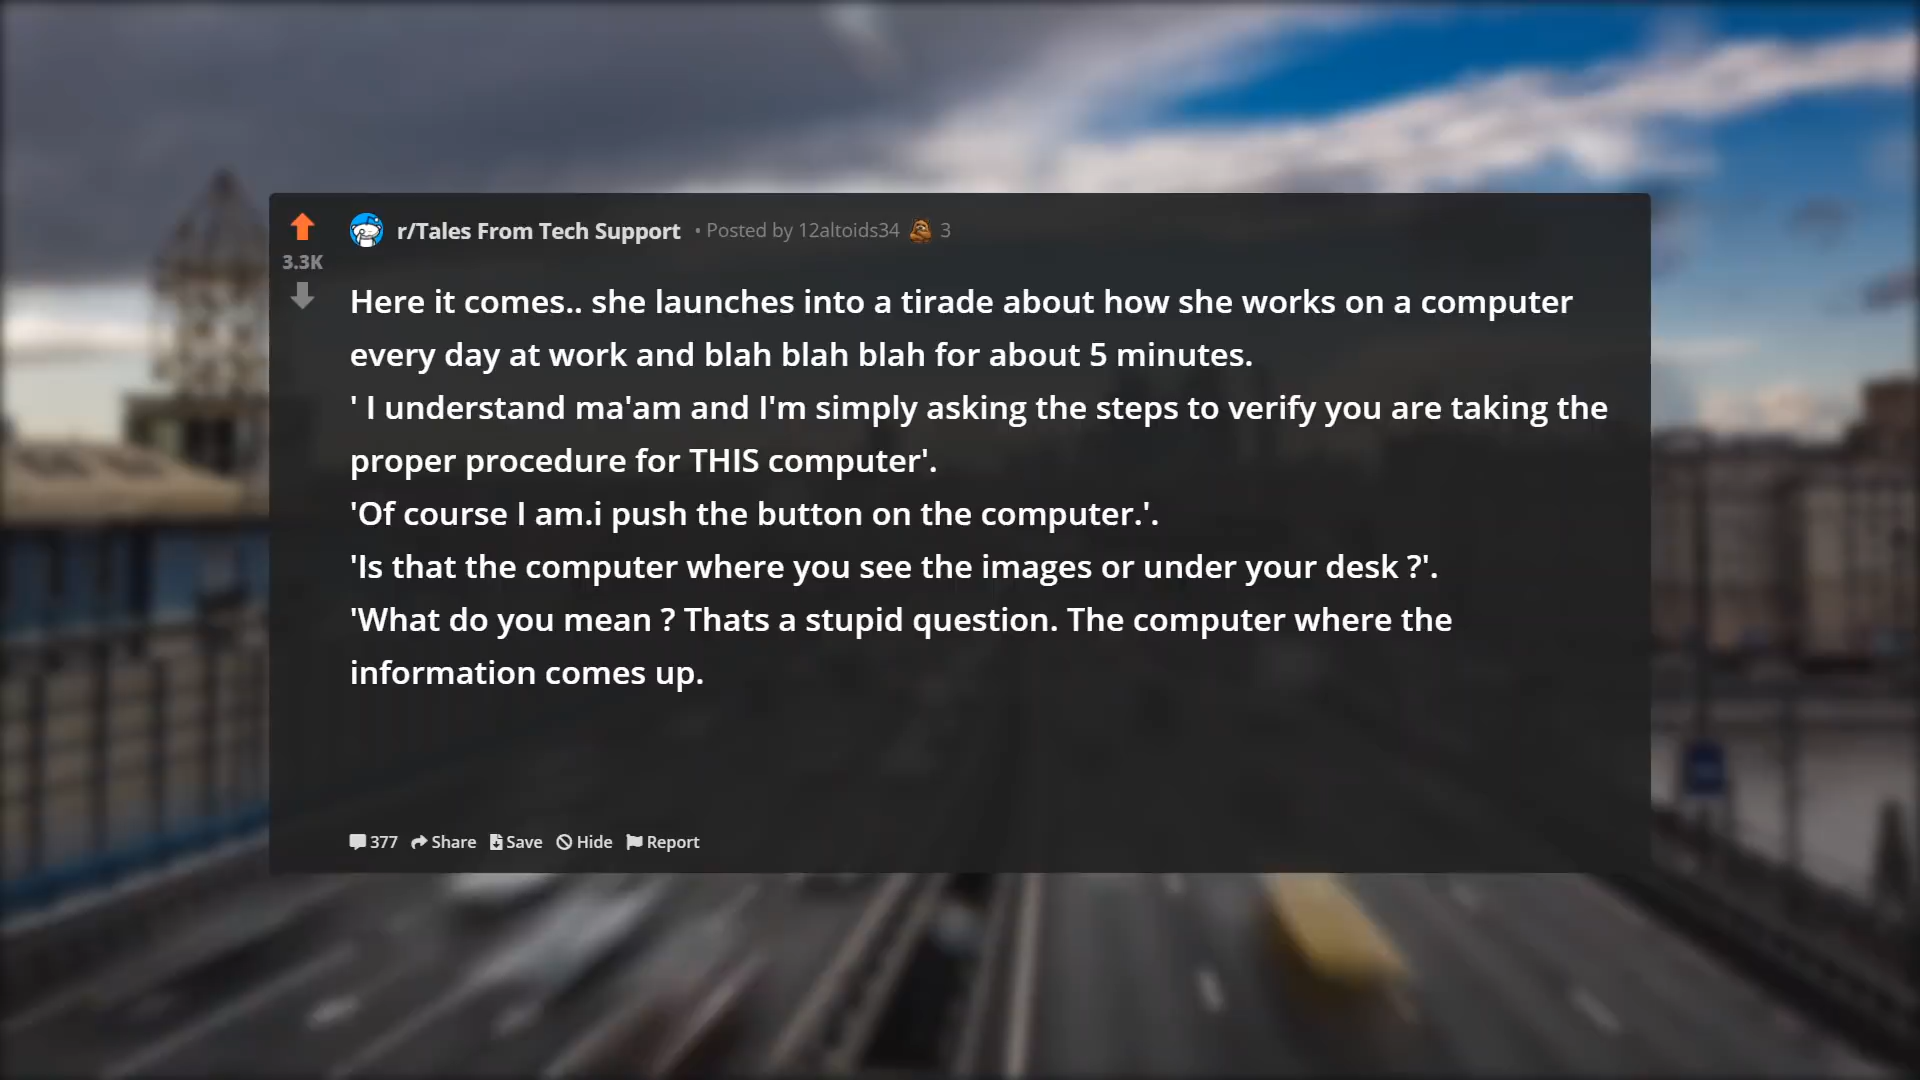 r/Tales From Tech Support • Posted by 12altoids34 3
3.3K
Here it comes.. she launches into a tirade about how she works on a computer
every day at work and blah blah blah for about 5 minutes.
' I understand ma'am and I'm simply asking the steps to verify you are taking the
proper procedure for THIS computer'.
'Of course I am.i push the button on the computer.'.
'Is that the computer where you see the images or under your desk ?'.
'What do you mean ? Thats a stupid question. The computer where the
information comes up.
377 Share Save Hide Report